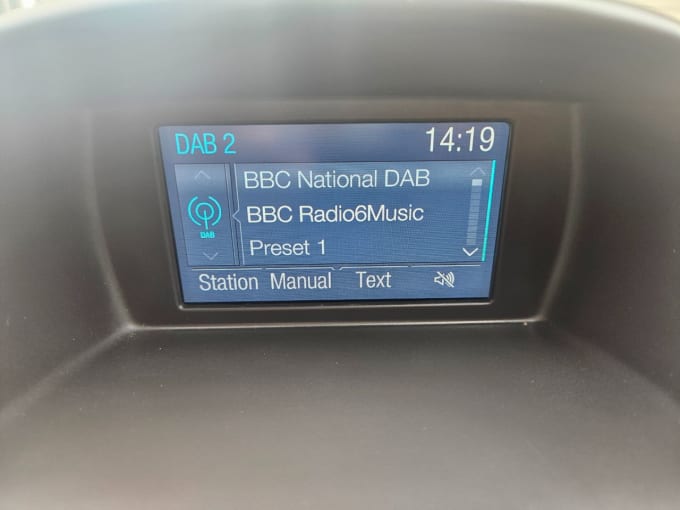 DAB 2 14:19
BBC National DAB
BBC Radio6Music
DAB
Preset 1
Station Manual Text